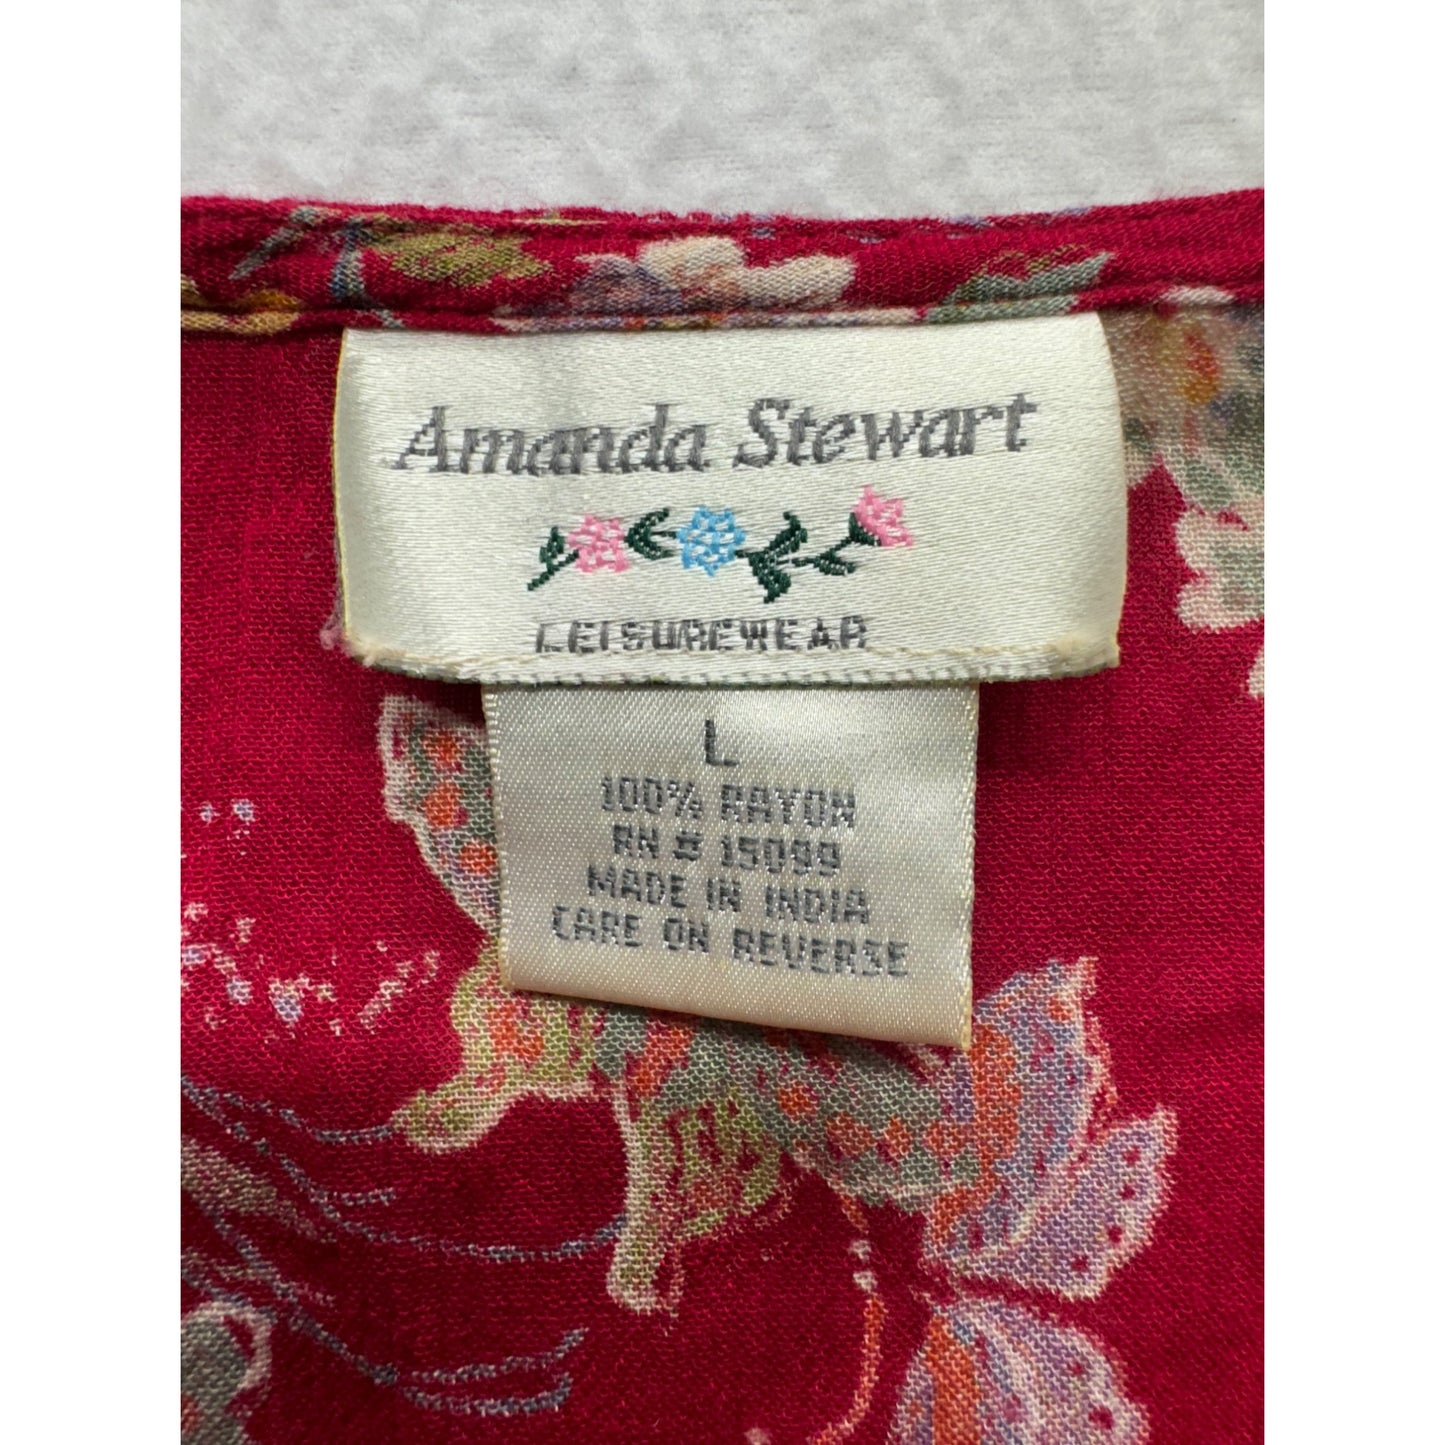 Amanda Stewart
LEISUREWEAR
L
100% RAYON
RN # 15099
MADE IN INDIA
CARE ON REVERSE